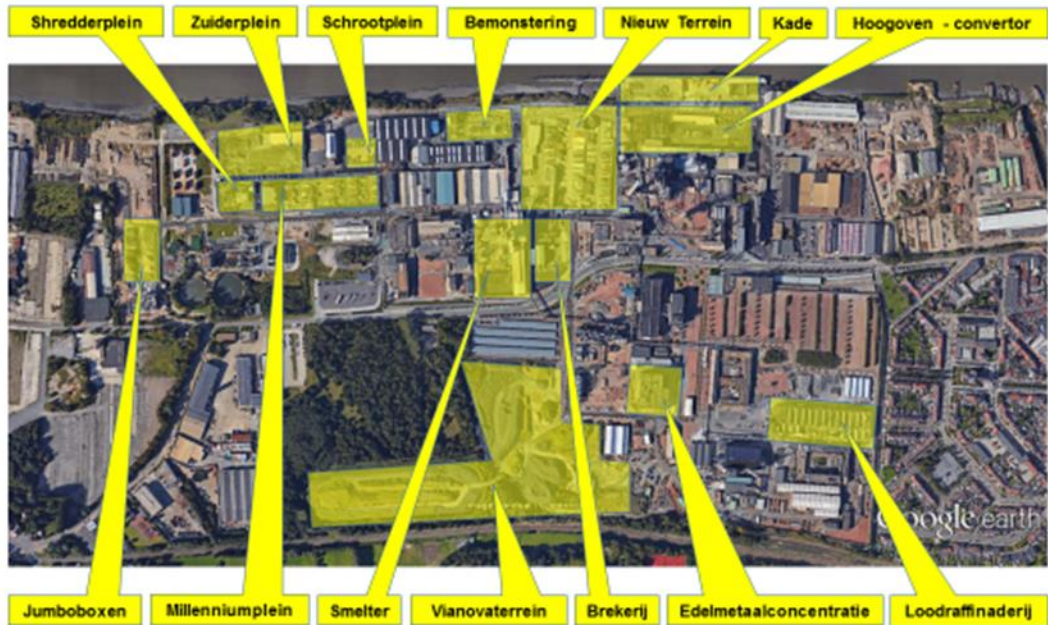 Shredderplein
Zuiderplein
Schrootplein
Bemonstering
Nieuw Terrein
Kade
Hoogoven - convertor
Google earth
Jumboboxen
Millenniumplein
Smelter
Vianovaterrein
Brekerij
Edelmetaalconcentratie
Loodraffinaderij